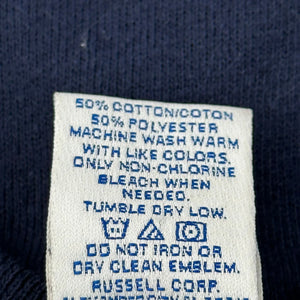 50% COTTON/COTON
50% POLYESTER
MACHINE WASH WARM
WITH LIKE COLORS.
ONLY NON-CHLORINE
BLEACH WHEN
NEEDED.
TUMBLE DRY LOW.
DO NOT IRON OR
DRY CLEAN EMBLEM.
RUSSELL CORP.